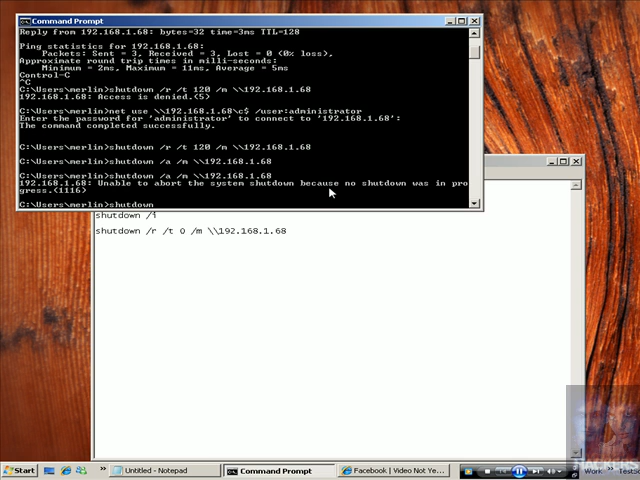 Command Prompt
Reply from 192.168.1.68: bytes=32 time=3ms TTL=128
Ping statistics for 192.168.1.68:
Packets: Sent = 3, Received = 3, Lost = 0 (0% loss),
Approximate round trip times in milli-seconds:
Minimum = 2ms, Maximum = 11ms, Average = 5ms
Control-C
^C
C:\Users\merlin>shutdown /r /t 120 /m \\192.168.1.68
192.168.1.68: Access is denied.(5)
C:\Users\merlin>net use \\192.168.1.68\c$ /user:administrator
Enter the password for 'administrator' to connect to '192.168.1.68':
The command completed successfully.
C:\Users\merlin>shutdown /r /t 120 /m \\192.168.1.68
C:\Users\merlin>shutdown /a /m \\192.168.1.68
C:\Users\merlin>shutdown /a /m \\192.168.1.68
192.168.1.68: Unable to abort the system shutdown because no shutdown was in pro
gress.(1116)
C:\Users\merlin>shutdown
shutdown /i
shutdown /r /t 0 /m \\192.168.1.68
Start
Untitled - Notepad
Command Prompt
Facebook | Video Not Ye...
Work
Testso
HACKERS